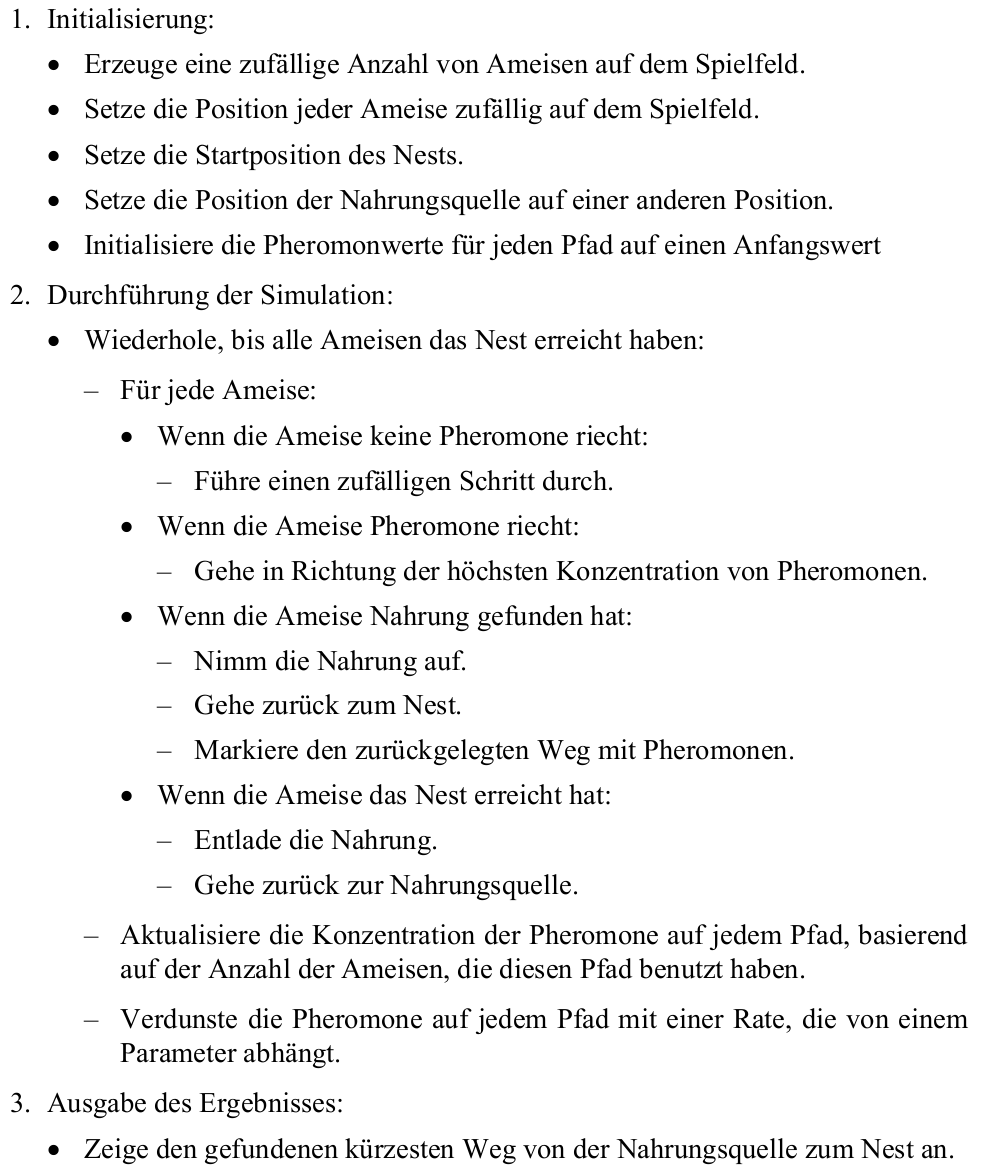 1. Initialisierung:
• Erzeuge eine zufällige Anzahl von Ameisen auf dem Spielfeld.
• Setze die Position jeder Ameise zufällig auf dem Spielfeld.
• Setze die Startposition des Nests.
• Setze die Position der Nahrungsquelle auf einer anderen Position.
• Initialisiere die Pheromonwerte für jeden Pfad auf einen Anfangswert
2. Durchführung der Simulation:
• Wiederhole, bis alle Ameisen das Nest erreicht haben:
– Für jede Ameise:
• Wenn die Ameise keine Pheromone riecht:
– Führe einen zufälligen Schritt durch.
• Wenn die Ameise Pheromone riecht:
– Gehe in Richtung der höchsten Konzentration von Pheromonen.
• Wenn die Ameise Nahrung gefunden hat:
– Nimm die Nahrung auf.
– Gehe zurück zum Nest.
– Markiere den zurückgelegten Weg mit Pheromonen.
• Wenn die Ameise das Nest erreicht hat:
– Entlade die Nahrung.
– Gehe zurück zur Nahrungsquelle.
– Aktualisiere die Konzentration der Pheromone auf jedem Pfad, basierend
auf der Anzahl der Ameisen, die diesen Pfad benutzt haben.
– Verdunste die Pheromone auf jedem Pfad mit einer Rate, die von einem
Parameter abhängt.
3. Ausgabe des Ergebnisses:
• Zeige den gefundenen kürzesten Weg von der Nahrungsquelle zum Nest an.